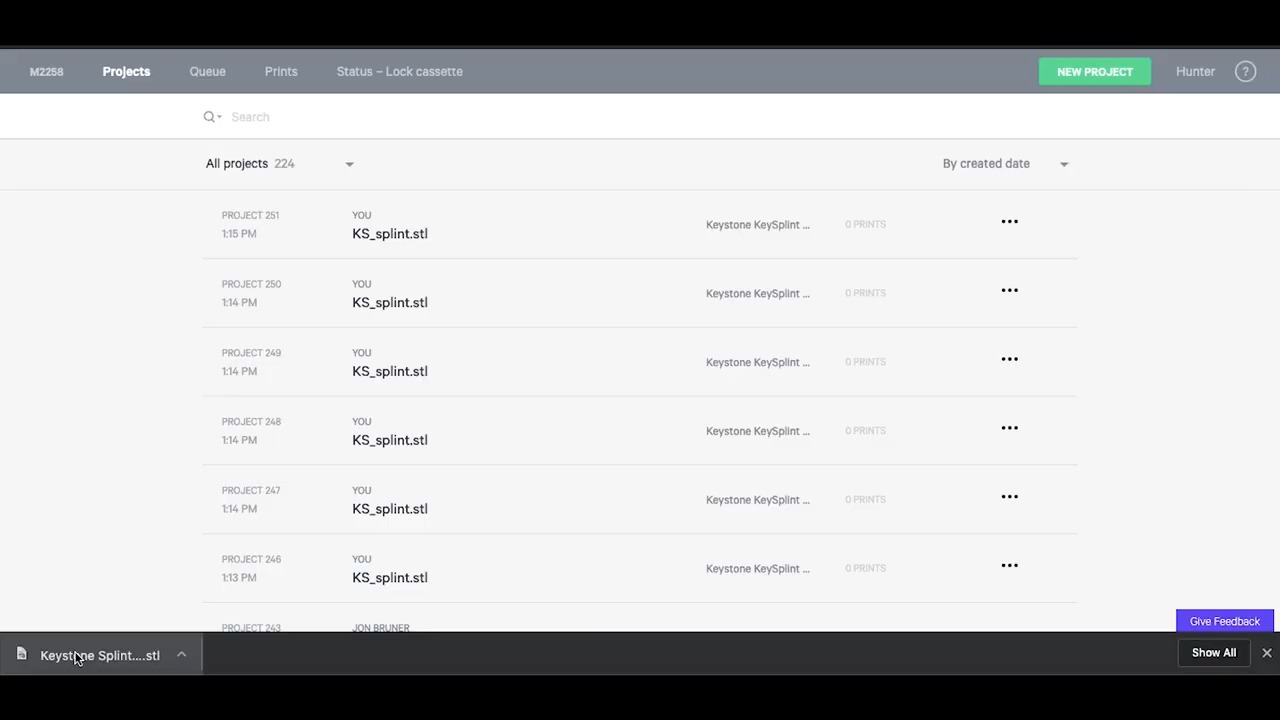 M2258 Projects Queue Prints Status – Lock cassette NEW PROJECT Hunter ?
Search
All projects 224 By created date
PROJECT 251 YOU
1:15 PM KS_splint.stl Keystone KeySplint ... 0 PRINTS
PROJECT 250 YOU
1:14 PM KS_splint.stl Keystone KeySplint ... 0 PRINTS
PROJECT 249 YOU
1:14 PM KS_splint.stl Keystone KeySplint ... 0 PRINTS
PROJECT 248 YOU
1:14 PM KS_splint.stl Keystone KeySplint ... 0 PRINTS
PROJECT 247 YOU
1:14 PM KS_splint.stl Keystone KeySplint ... 0 PRINTS
PROJECT 246 YOU
1:13 PM KS_splint.stl Keystone KeySplint ... 0 PRINTS
PROJECT 243 JON BRUNER
Give Feedback
Keystone Splint....stl Show All